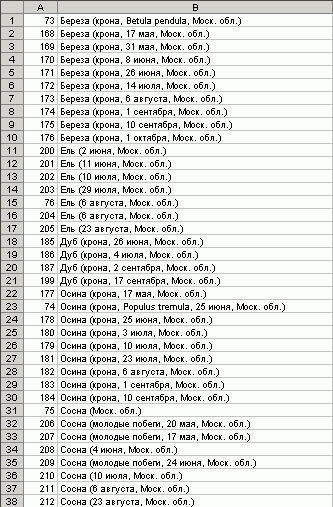 A B
1 73 Береза (крона, Betula pendula, Моск. обл.)
2 168 Береза (крона, 17 мая, Моск. обл.)
3 169 Береза (крона, 31 мая, Моск. обл.)
4 170 Береза (крона, 8 июня, Моск. обл.)
5 171 Береза (крона, 26 июня, Моск. обл.)
6 172 Береза (крона, 14 июля, Моск. обл.)
7 173 Береза (крона, 6 августа, Моск. обл.)
8 174 Береза (крона, 1 сентября, Моск. обл.)
9 175 Береза (крона, 10 сентября, Моск. обл.)
10 176 Береза (крона, 1 октября, Моск. обл.)
11 200 Ель (2 июня, Моск. обл.)
12 201 Ель (11 июня, Моск. обл.)
13 202 Ель (10 июля, Моск. обл.)
14 203 Ель (29 июля, Моск. обл.)
15 76 Ель (6 августа, Моск. обл.)
16 204 Ель (6 августа, Моск. обл.)
17 205 Ель (23 августа, Моск. обл.)
18 185 Дуб (крона, 26 июня, Моск. обл.)
19 186 Дуб (крона, 4 июля, Моск. обл.)
20 187 Дуб (крона, 2 сентября, Моск. обл.)
21 199 Дуб (крона, 17 сентября, Моск. обл.)
22 177 Осина (крона, 17 мая, Моск. обл.)
23 74 Осина (крона, Populus tremula, 25 июня, Моск. обл.)
24 178 Осина (крона, 25 июня, Моск. обл.)
25 180 Осина (крона, 3 июля, Моск. обл.)
26 179 Осина (крона, 10 июля, Моск. обл.)
27 181 Осина (крона, 23 июля, Моск. обл.)
28 182 Осина (крона, 6 августа, Моск. обл.)
29 183 Осина (крона, 1 сентября, Моск. обл.)
30 184 Осина (крона, 10 сентября, Моск. обл.)
31 75 Сосна (Моск. обл.)
32 206 Сосна (молодые побеги, 20 мая, Моск. обл.)
33 207 Сосна (молодые побеги, 17 мая, Моск. обл.)
34 208 Сосна (4 июня, Моск. обл.)
35 209 Сосна (молодые побеги, 24 июня, Моск. обл.)
36 210 Сосна (10 июля, Моск. обл.)
37 211 Сосна (6 августа, Моск. обл.)
38 212 Сосна (23 августа, Моск. обл.)